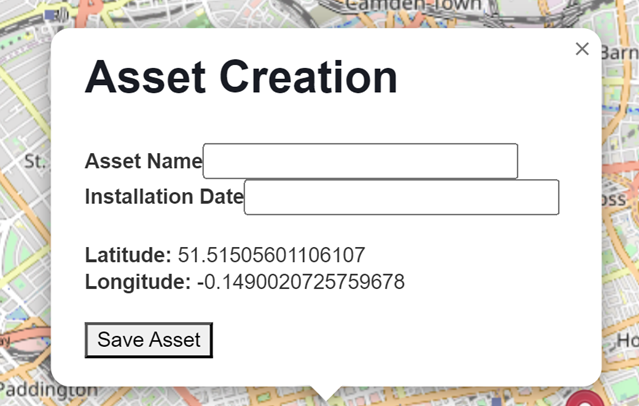 Camden Town
×
Barn
Asset Creation
St.
Asset Name
oss
Installation Date
Latitude: 51.51505601106107
Longitude: -0.1490020725759678
Save Asset
Ho
Paddington